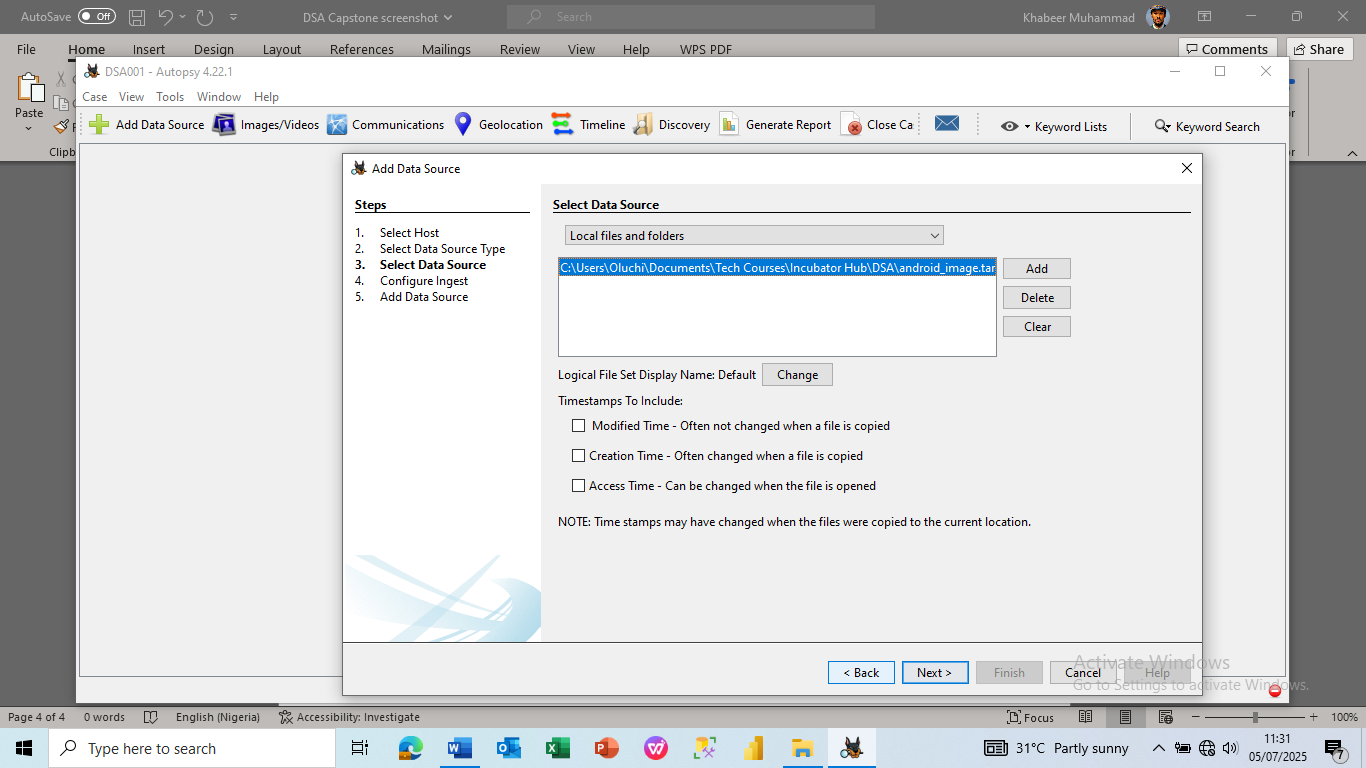 AutoSave Off DSA Capstone screenshot Search Khabeer Muhammad
File Home Insert Design Layout References Mailings Review View Help WPS PDF Comments Share
DSA001 - Autopsy 4.22.1
Case View Tools Window Help
Paste
Add Data Source Images/Videos Communications Geolocation Timeline Discovery Generate Report Close Ca Keyword Lists Keyword Search
Clipb
Add Data Source
Steps
1. Select Host
2. Select Data Source Type
3. Select Data Source
4. Configure Ingest
5. Add Data Source
Select Data Source
Local files and folders
C:\Users\Oluchi\Documents\Tech Courses\Incubator Hub\DSA\android_image.tar
Add
Delete
Clear
Logical File Set Display Name: Default Change
Timestamps To Include:
Modified Time - Often not changed when a file is copied
Creation Time - Often changed when a file is copied
Access Time - Can be changed when the file is opened
NOTE: Time stamps may have changed when the files were copied to the current location.
< Back Next > Finish Cancel Help
Activate Windows
Go to Settings to activate Windows.
Page 4 of 4 0 words English (Nigeria) Accessibility: Investigate Focus 100%
Type here to search 31°C Partly sunny 11:31
05/07/2025 7